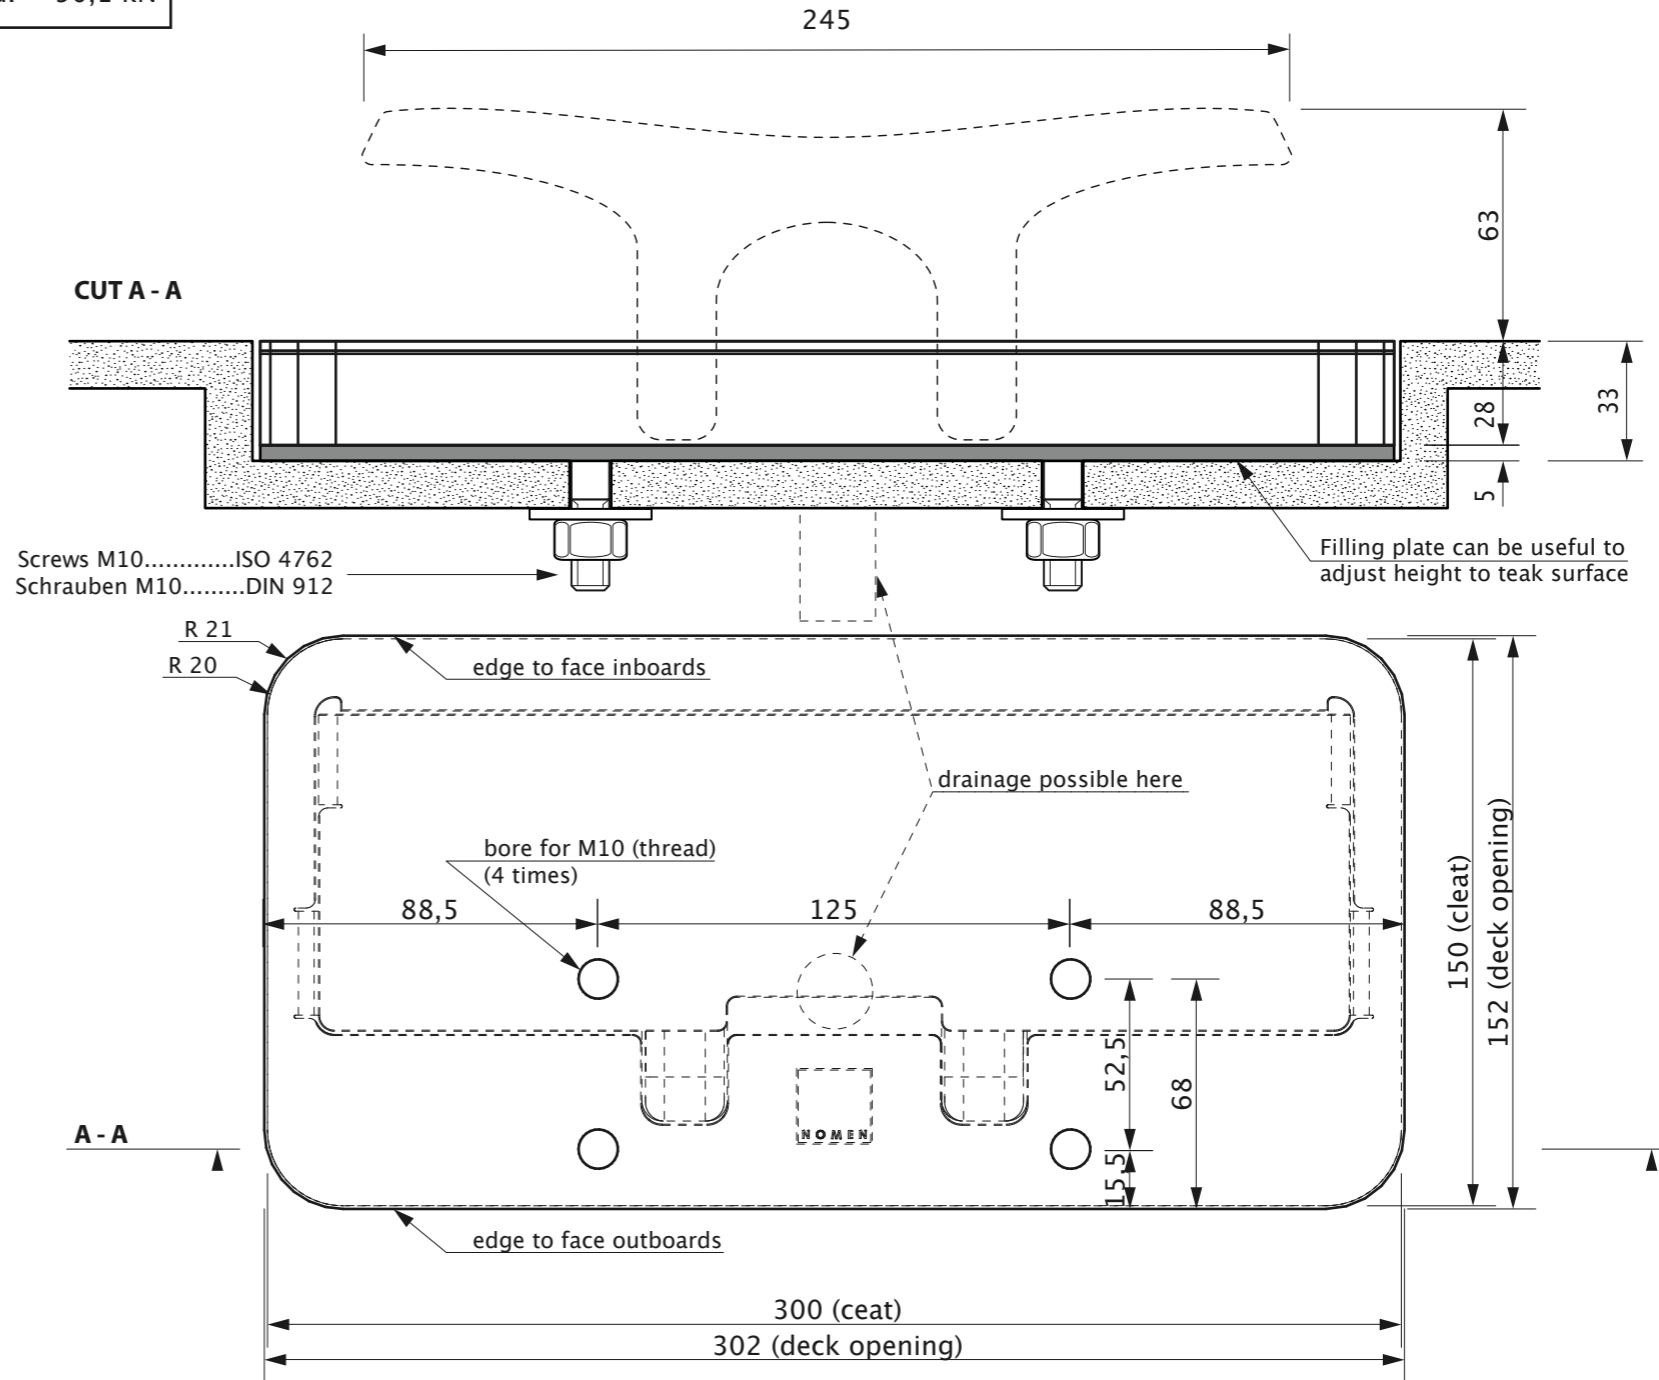 56,2 kN
245
63
CUT A - A
28
33
5
Screws M10.............ISO 4762
Schrauben M10.........DIN 912
Filling plate can be useful to
adjust height to teak surface
R 21
R 20
edge to face inboards
drainage possible here
bore for M10 (thread)
(4 times)
88,5
125
88,5
150 (cleat)
152 (deck opening)
52,5
68
15,5
NOMEN
A - A
edge to face outboards
300 (ceat)
302 (deck opening)